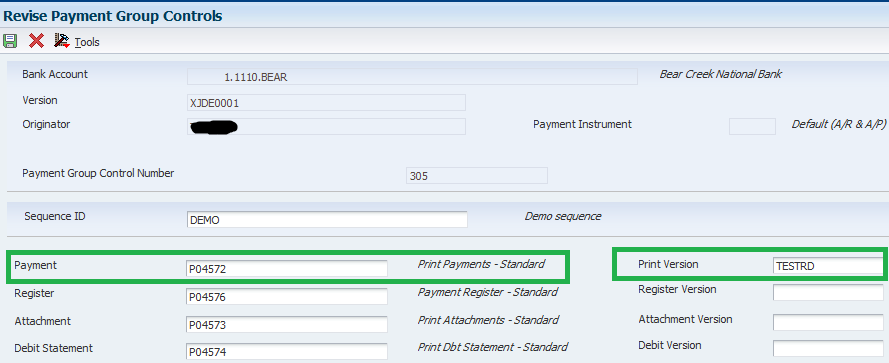 Revise Payment Group Controls
Tools
Bank Account 1.1110.BEAR Bear Creek National Bank
Version XJDE0001
Originator Payment Instrument Default (A/R & A/P)
Payment Group Control Number 305
Sequence ID DEMO Demo sequence
Payment P04572 Print Payments - Standard Print Version TESTRD
Register P04576 Payment Register - Standard Register Version
Attachment P04573 Print Attachments - Standard Attachment Version
Debit Statement P04574 Print Dbt Statement - Standard Debit Version